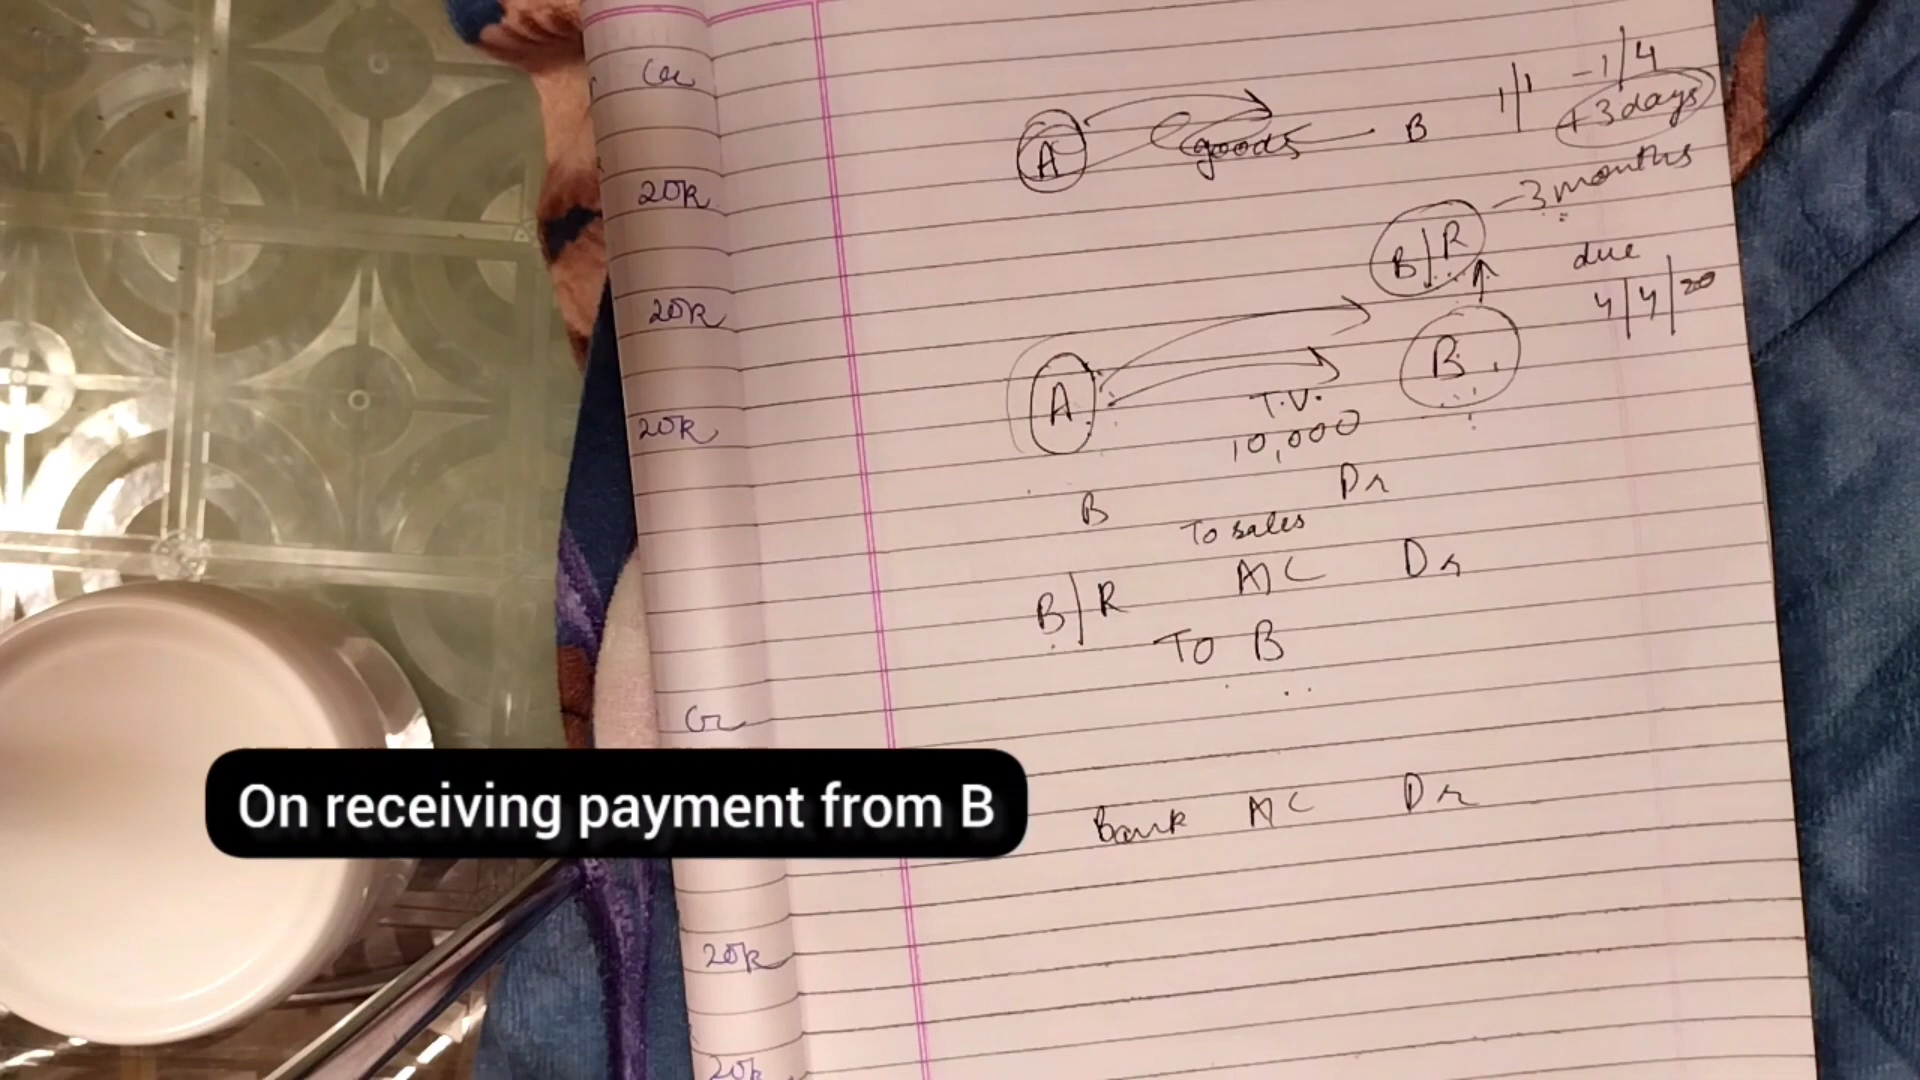 Cr
20k
20k
20k
Cr
20k
20k
1/1 - 1/4
A goods B
+3 days
B/R - 3 months
due
4/4/20
A T.V. B
10,000
B Dr
To sales
B/R A/C Dr
To B
Bank A/C Dr
On receiving payment from B